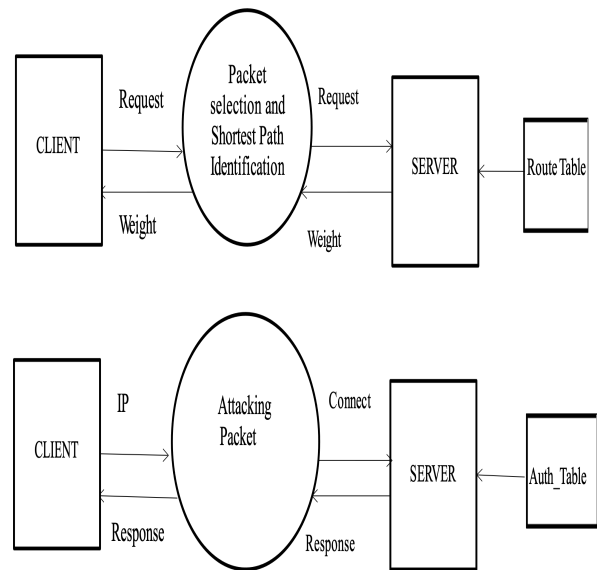 Packet
selection and
Shortest Path
Identification
Request
Request
CLIENT
SERVER
Route Table
Weight
Weight
IP
Attacking
Packet
Connect
CLIENT
SERVER
Auth_Table
Response
Response